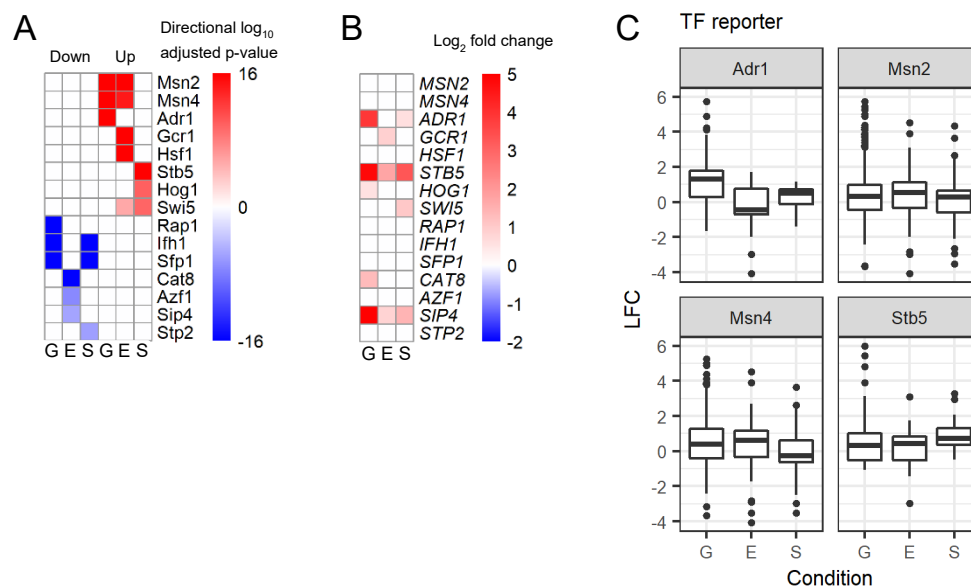 A
Directional log10
adjusted p-value
Down Up
16
0
-16
Msn2
Msn4
Adr1
Gcr1
Hsf1
Stb5
Hog1
Swi5
Rap1
Ifh1
Sfp1
Cat8
Azf1
Sip4
Stp2
G E S G E S
B
Log2 fold change
MSN2
MSN4
ADR1
GCR1
HSF1
STB5
HOG1
SWI5
RAP1
IFH1
SFP1
CAT8
AZF1
SIP4
STP2
G E S
5
4
3
2
1
0
-1
-2
C
TF reporter
Adr1 Msn2
6
4
2
0
-2
-4
Msn4 Stb5
6
4
2
0
-2
-4
LFC
G E S G E S
Condition